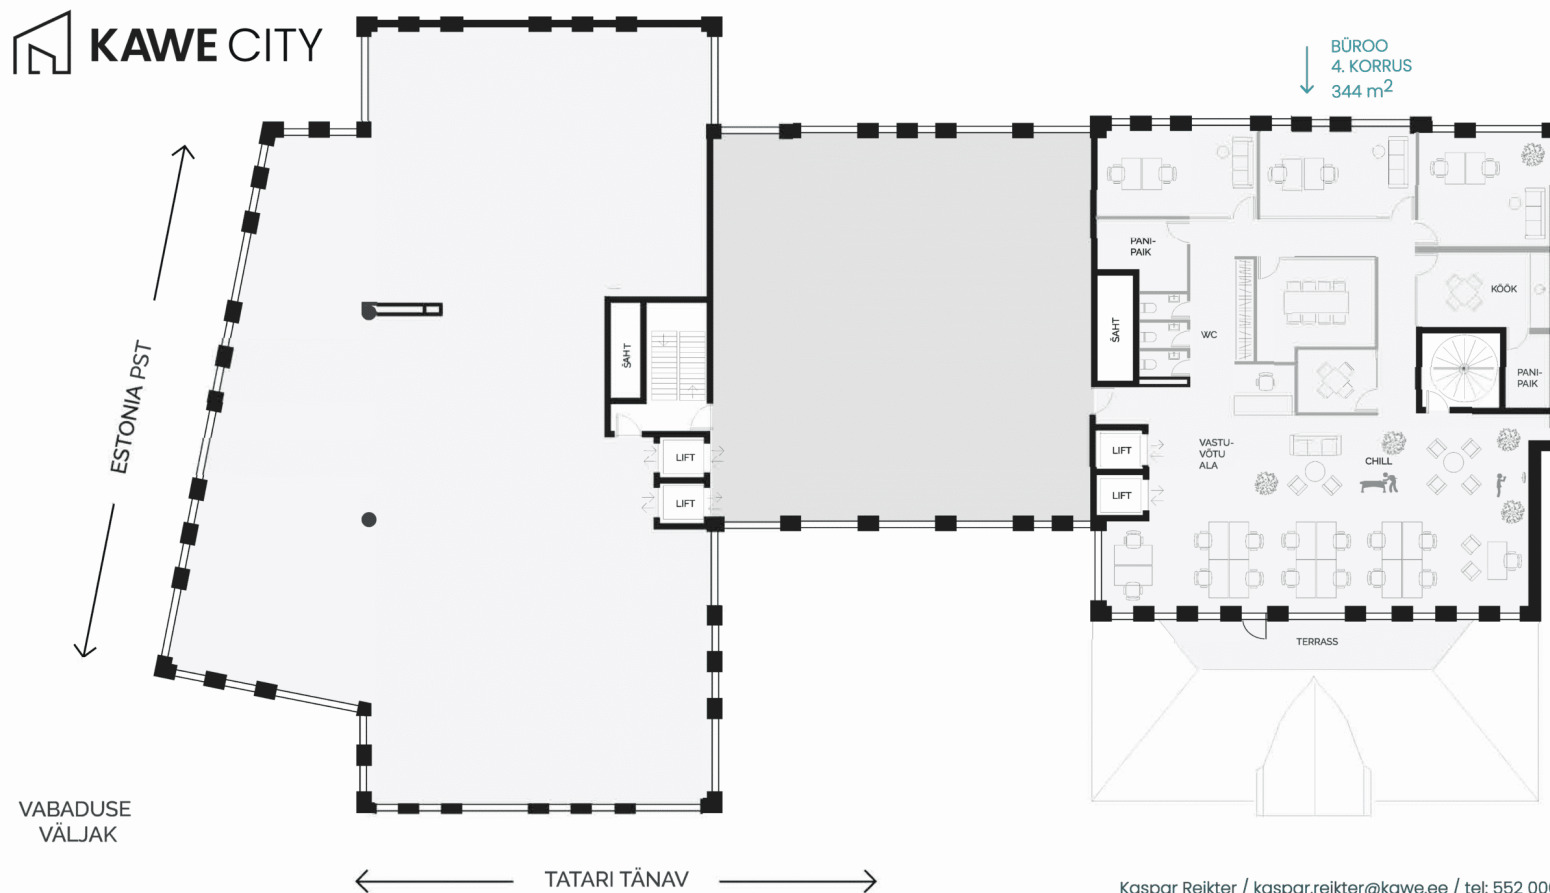 KAWE CITY
BÜROO
4. KORRUS
344 m²
ESTONIA PST
PANI-
PAIK
ŠAHT
WC
KÖÖK
PANI-
PAIK
ŠAHT
LIFT
LIFT
LIFT
LIFT
VASTU-
VÕTU
ALA
CHILL
TERRASS
VABADUSE
VÄLJAK
TATARI TÄNAV
Kaspar Reikter / kaspar.reikter@kawe.ee / tel: 552 00